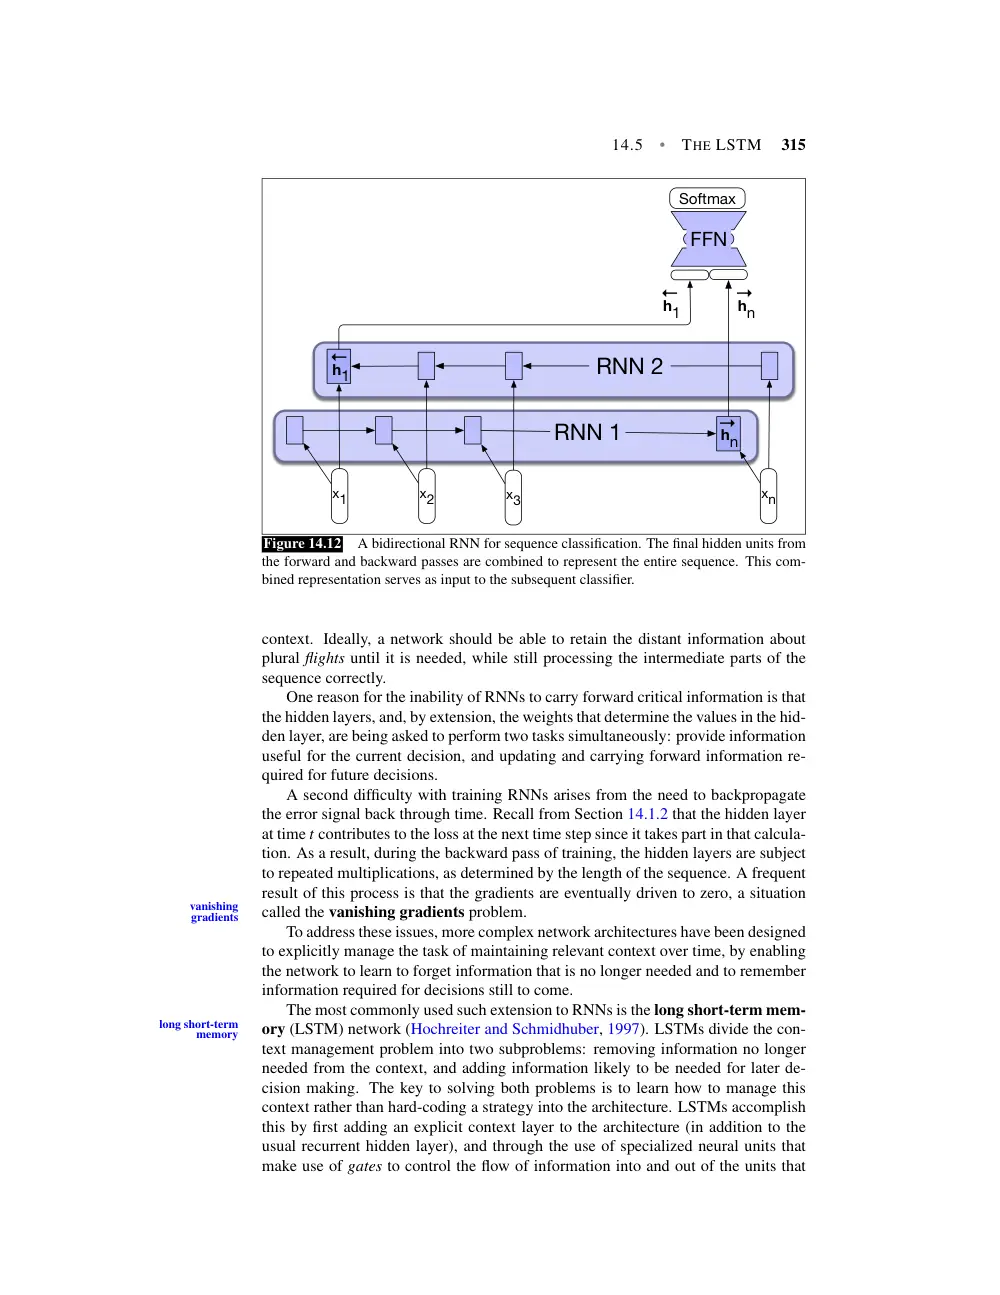 14.5 • THE LSTM 315
Softmax
FFN
h1 hn
h1 RNN 2
RNN 1 hn
x1 x2 x3 xn
Figure 14.12 A bidirectional RNN for sequence classification. The final hidden units from
the forward and backward passes are combined to represent the entire sequence. This com-
bined representation serves as input to the subsequent classifier.
context. Ideally, a network should be able to retain the distant information about
plural flights until it is needed, while still processing the intermediate parts of the
sequence correctly.
One reason for the inability of RNNs to carry forward critical information is that
the hidden layers, and, by extension, the weights that determine the values in the hid-
den layer, are being asked to perform two tasks simultaneously: provide information
useful for the current decision, and updating and carrying forward information re-
quired for future decisions.
A second difficulty with training RNNs arises from the need to backpropagate
the error signal back through time. Recall from Section 14.1.2 that the hidden layer
at time t contributes to the loss at the next time step since it takes part in that calcula-
tion. As a result, during the backward pass of training, the hidden layers are subject
to repeated multiplications, as determined by the length of the sequence. A frequent
result of this process is that the gradients are eventually driven to zero, a situation
vanishing
gradients
called the vanishing gradients problem.
To address these issues, more complex network architectures have been designed
to explicitly manage the task of maintaining relevant context over time, by enabling
the network to learn to forget information that is no longer needed and to remember
information required for decisions still to come.
The most commonly used such extension to RNNs is the long short-term mem-
long short-term
memory
ory (LSTM) network (Hochreiter and Schmidhuber, 1997). LSTMs divide the con-
text management problem into two subproblems: removing information no longer
needed from the context, and adding information likely to be needed for later de-
cision making. The key to solving both problems is to learn how to manage this
context rather than hard-coding a strategy into the architecture. LSTMs accomplish
this by first adding an explicit context layer to the architecture (in addition to the
usual recurrent hidden layer), and through the use of specialized neural units that
make use of gates to control the flow of information into and out of the units that